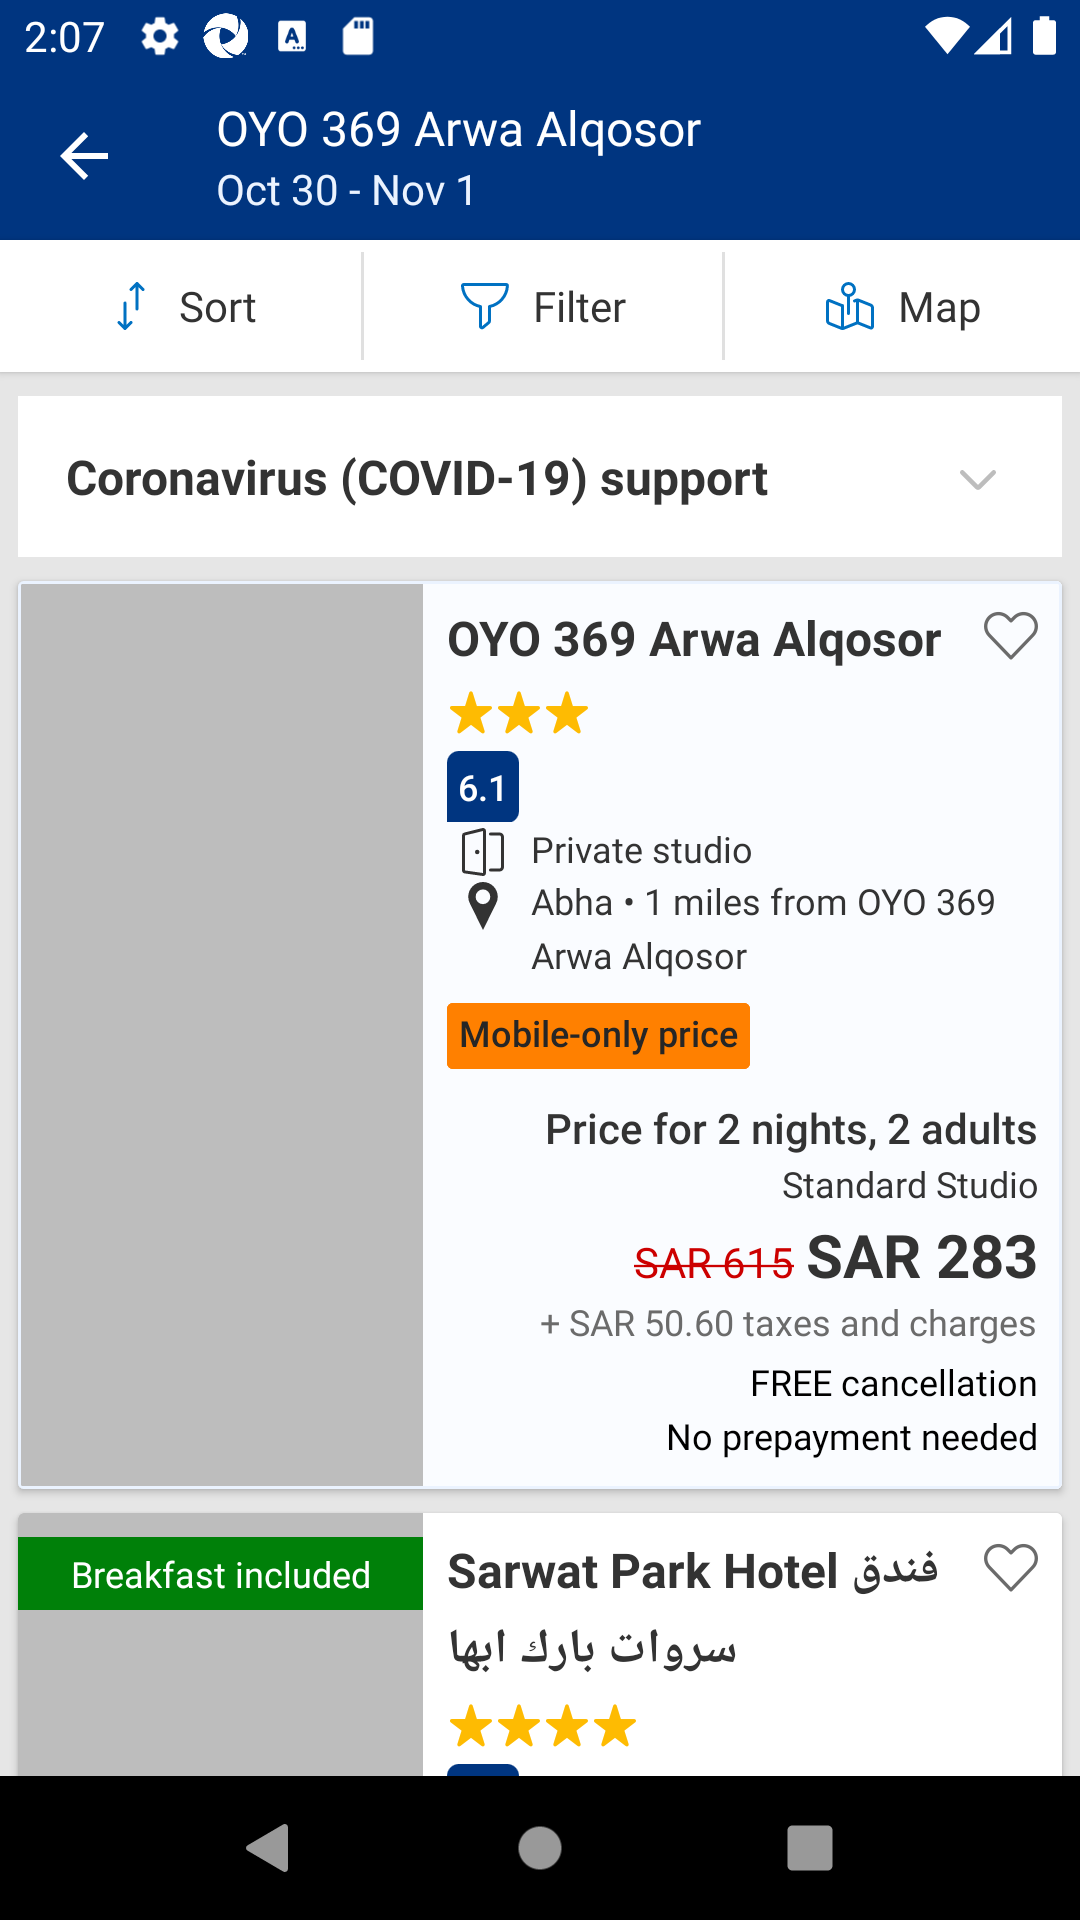 2:07
OYO 369 Arwa Alqosor
Oct 30 - Nov 1
Sort
Filter
Map
Coronavirus (COVID-19) support
OYO 369 Arwa Alqosor
6.1
Private studio
Abha • 1 miles from OYO 369
Arwa Alqosor
Mobile-only price
Price for 2 nights, 2 adults
Standard Studio
SAR 615 SAR 283
+ SAR 50.60 taxes and charges
FREE cancellation
No prepayment needed
Breakfast included
Sarwat Park Hotel فندق
سروات بارك ابها